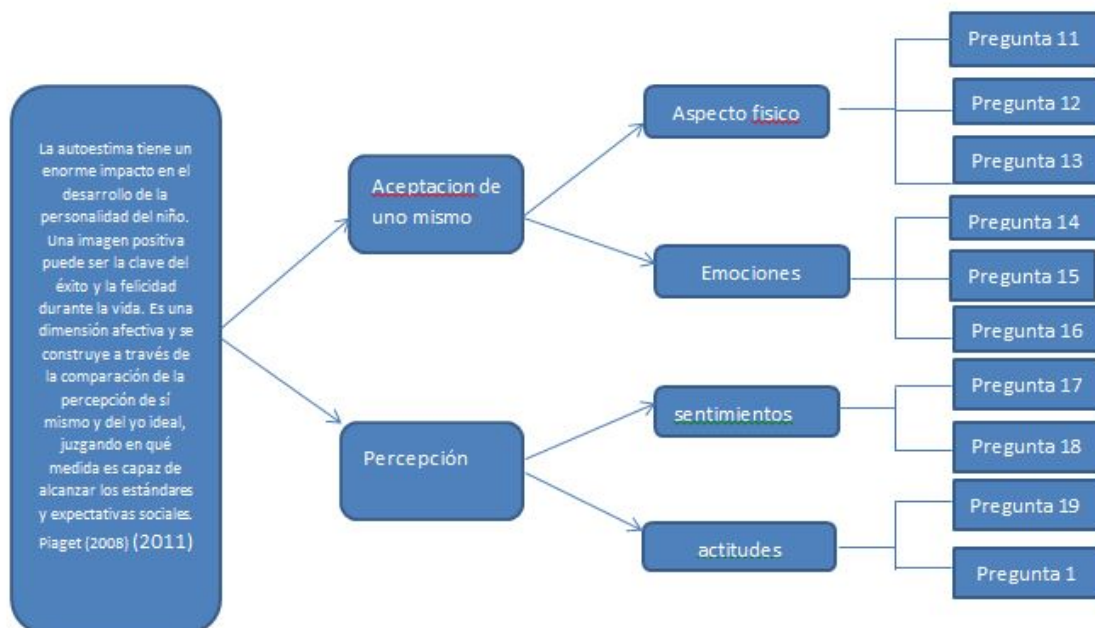 La autoestima tiene un
enorme impacto en el
desarrollo de la
personalidad del niño.
Una imagen positiva
puede ser la clave del
éxito y la felicidad
durante la vida. Es una
dimensión afectiva y se
construye a través de
la comparación de la
percepción de sí
mismo y del yo ideal,
juzgando en qué
medida es capaz de
alcanzar los estándares
y expectativas sociales.
Piaget (2008) (2011)
Aceptacion de
uno mismo
Percepción
Aspecto fisico
Emociones
sentimientos
actitudes
Pregunta 11
Pregunta 12
Pregunta 13
Pregunta 14
Pregunta 15
Pregunta 16
Pregunta 17
Pregunta 18
Pregunta 19
Pregunta 1